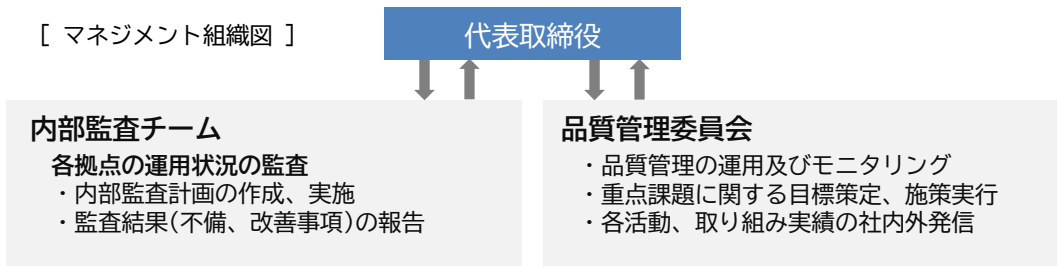 [ マネジメント組織図 ]
代表取締役
内部監査チーム
各拠点の運用状況の監査
・内部監査計画の作成、実施
・監査結果(不備、改善事項)の報告
品質管理委員会
・品質管理の運用及びモニタリング
・重点課題に関する目標策定、施策実行
・各活動、取り組み実績の社内外発信